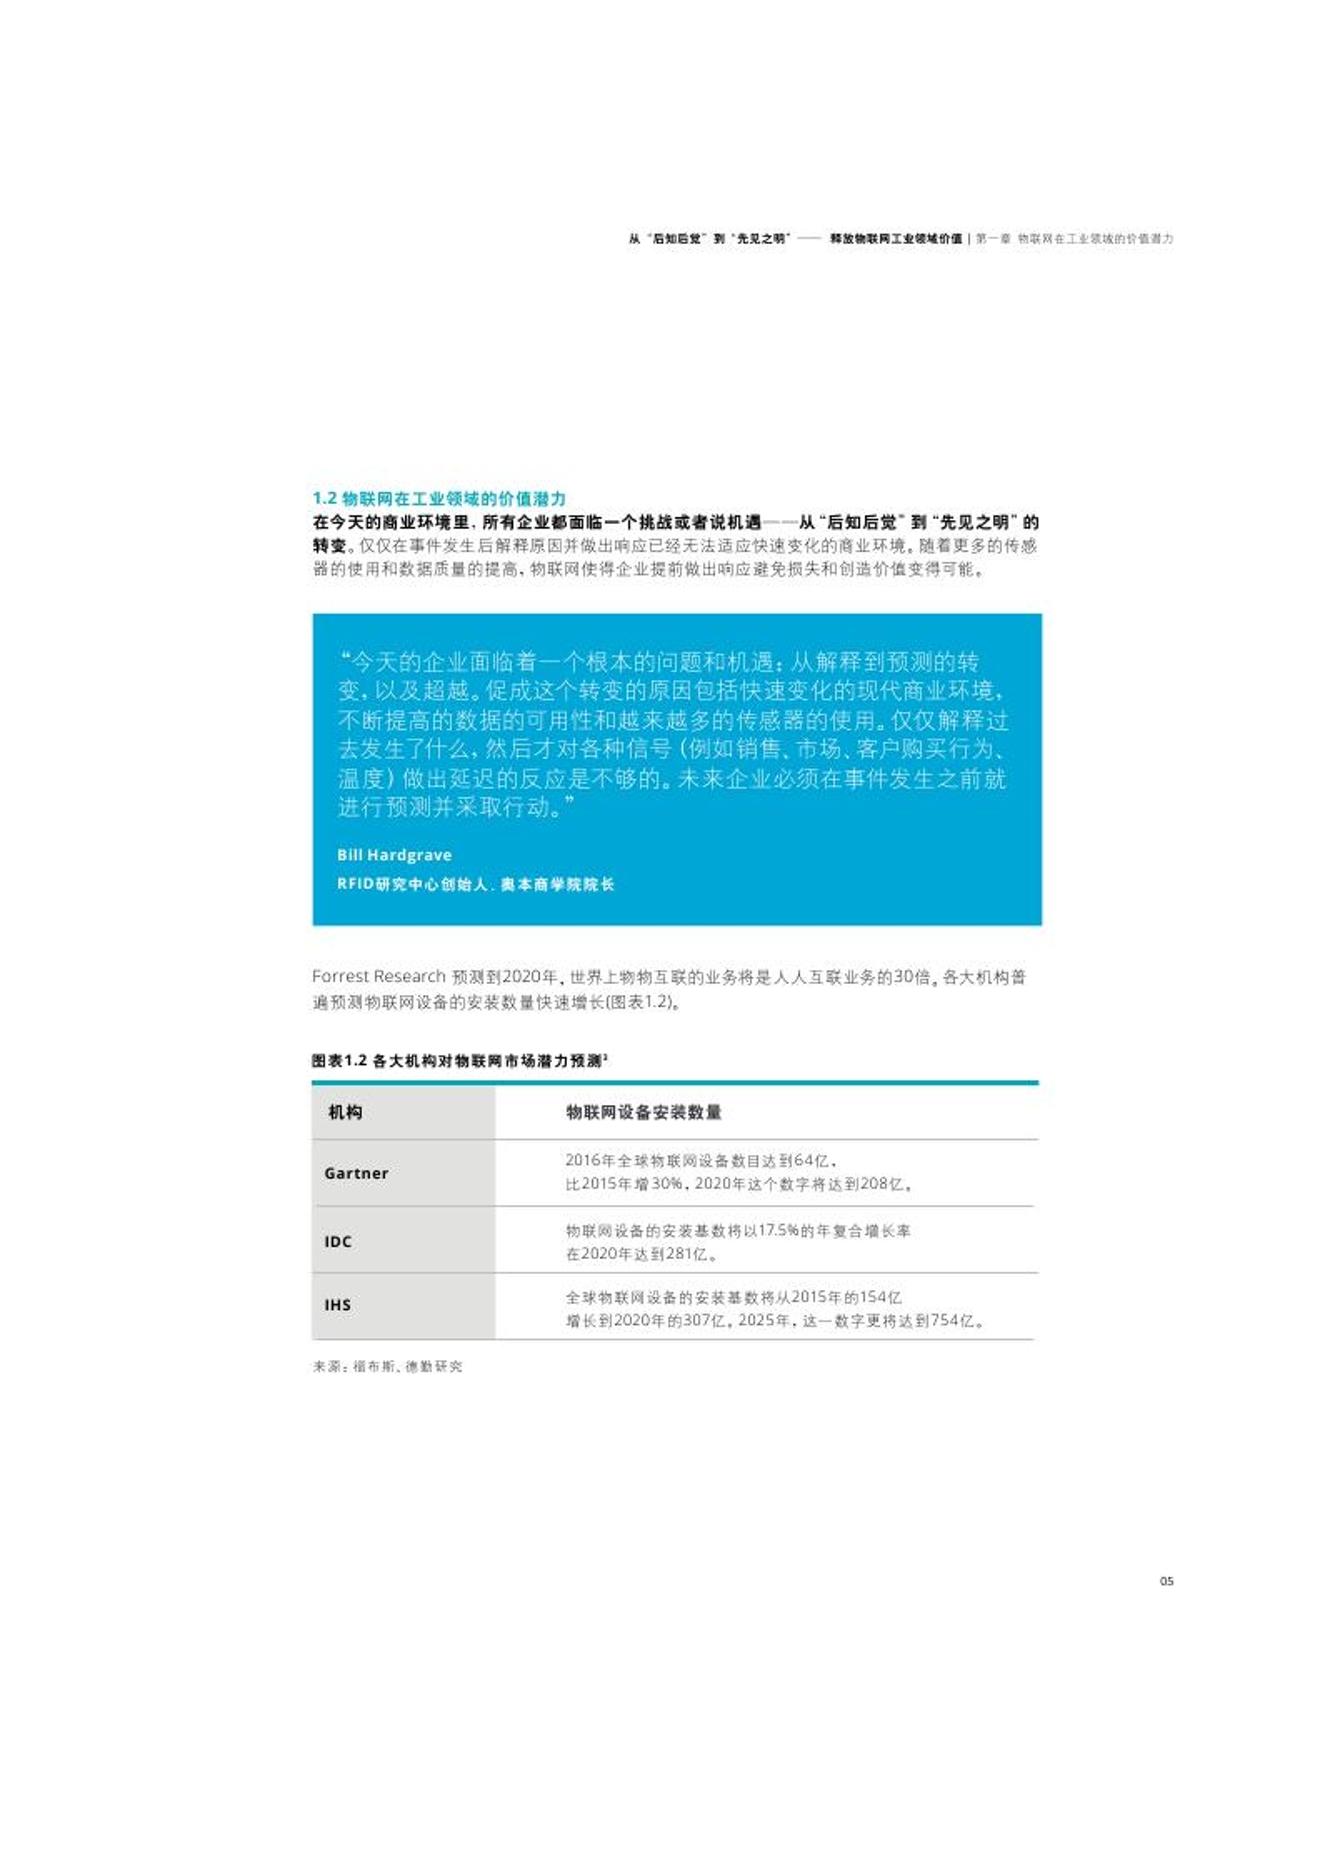 从“后知后觉”到“先见之明”—— 释放物联网工业领域价值 | 第一章 物联网在工业领域的价值潜力
1.2 物联网在工业领域的价值潜力
在今天的商业环境里，所有企业都面临一个挑战或者说机遇——从“后知后觉”到“先见之明”的
转变。仅仅在事件发生后解释原因并做出响应已经无法适应快速变化的商业环境。随着更多的传感
器的使用和数据质量的提高，物联网使得企业提前做出响应避免损失和创造价值变得可能。
“今天的企业面临着一个根本的问题和机遇：从解释到预测的转
变，以及超越。促成这个转变的原因包括快速变化的现代商业环境，
不断提高的数据的可用性和越来越多的传感器的使用。仅仅解释过
去发生了什么，然后才对各种信号（例如销售、市场、客户购买行为、
温度）做出延迟的反应是不够的。未来企业必须在事件发生之前就
进行预测并采取行动。”
Bill Hardgrave
RFID研究中心创始人，奥本商学院院长
Forrest Research 预测到2020年，世界上物物互联的业务将是人人互联业务的30倍。各大机构普
遍预测物联网设备的安装数量快速增长(图表1.2)。
图表1.2 各大机构对物联网市场潜力预测³
机构 物联网设备安装数量
Gartner 2016年全球物联网设备数目达到64亿，
比2015年增30%，2020年这个数字将达到208亿。
IDC 物联网设备的安装基数将以17.5%的年复合增长率
在2020年达到281亿。
IHS 全球物联网设备的安装基数将从2015年的154亿
增长到2020年的307亿。2025年，这一数字更将达到754亿。
来源：福布斯、德勤研究
05